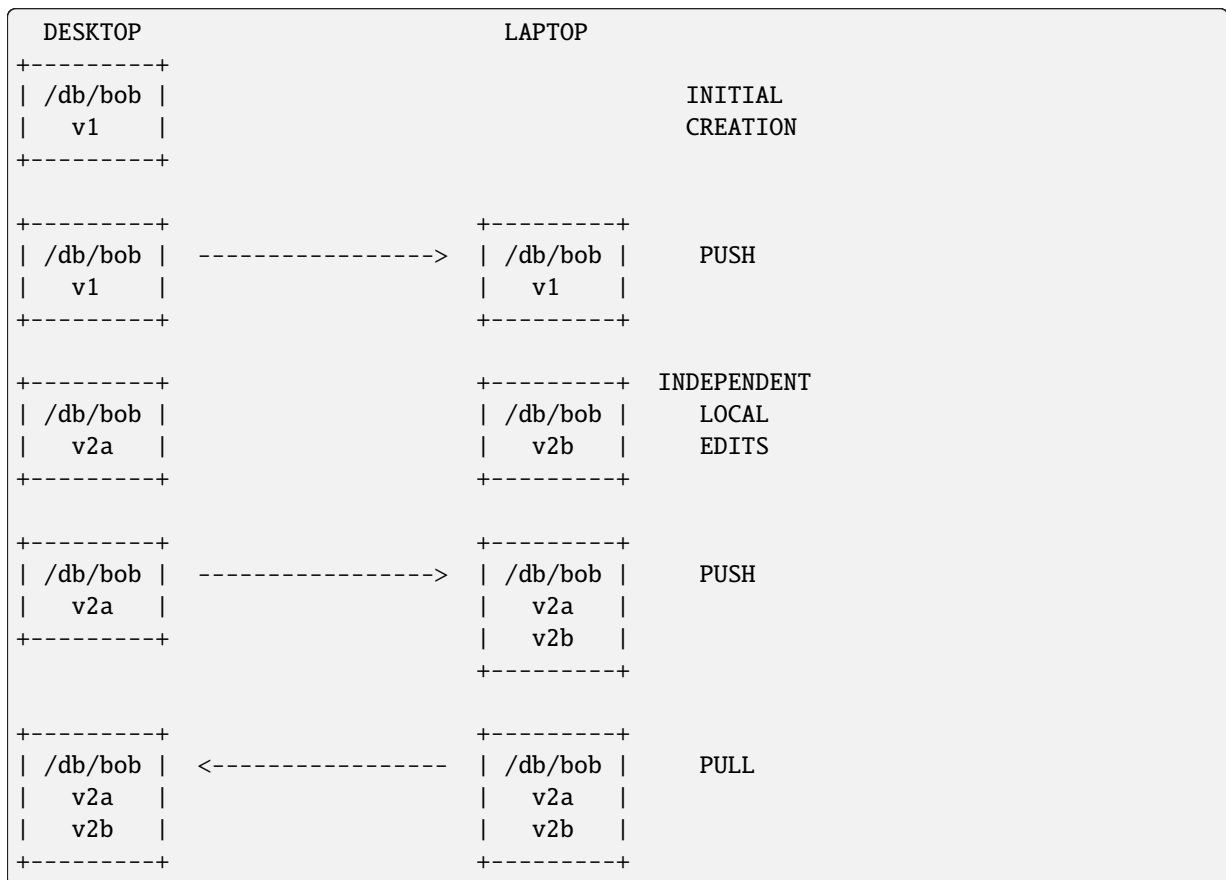 DESKTOP                          LAPTOP
+---------+
| /db/bob |                                     INITIAL
|   v1    |                                     CREATION
+---------+

+---------+                      +---------+
| /db/bob |  ----------------->  | /db/bob |     PUSH
|   v1    |                      |   v1    |
+---------+                      +---------+

+---------+                      +---------+  INDEPENDENT
| /db/bob |                      | /db/bob |     LOCAL
|   v2a   |                      |   v2b   |     EDITS
+---------+                      +---------+

+---------+                      +---------+
| /db/bob |  ----------------->  | /db/bob |     PUSH
|   v2a   |                      |   v2a   |
+---------+                      |   v2b   |
                                 +---------+

+---------+                      +---------+
| /db/bob |  <-----------------  | /db/bob |     PULL
|   v2a   |                      |   v2a   |
|   v2b   |                      |   v2b   |
+---------+                      +---------+